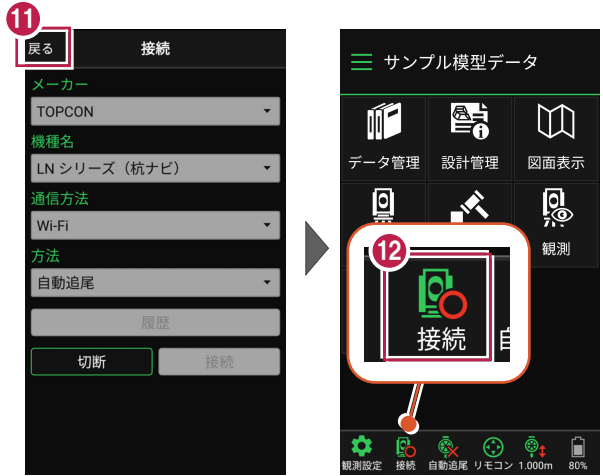 11
戻る
接続
メーカー
TOPCON
機種名
LN シリーズ（杭ナビ）
通信方法
Wi-Fi
方法
自動追尾
履歴
切断
接続
サンプル模型データ
データ管理
設計管理
図面表示
観測
12
接続
自
観測設定
接続
自動追尾
リモコン
1.000m
80%